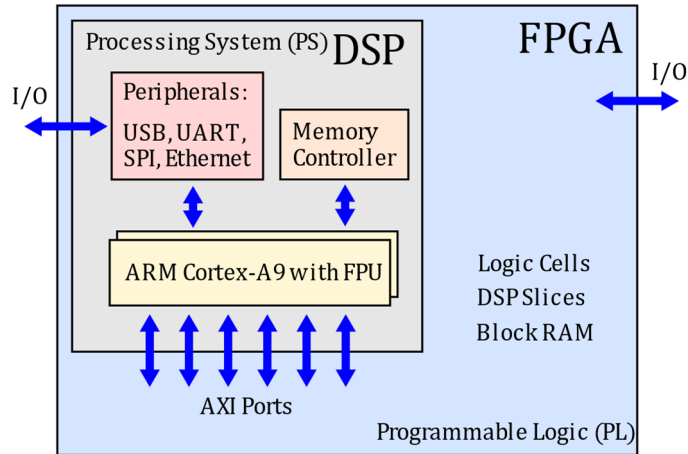 Processing System (PS)
DSP
FPGA
I/O
I/O
Peripherals:
USB, UART,
SPI, Ethernet
Memory
Controller
ARM Cortex-A9 with FPU
Logic Cells
DSP Slices
Block RAM
AXI Ports
Programmable Logic (PL)